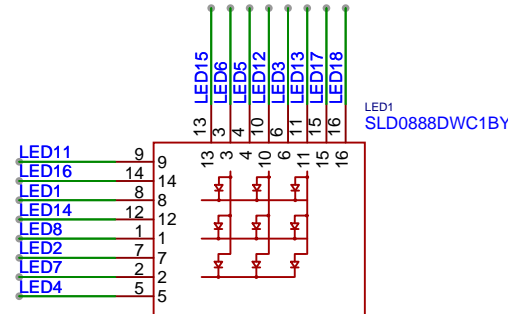 LED15 LED6 LED5 LED12 LED3 LED13 LED17 LED18
13 3 4 10 6 11 15 16
LED1
SLD0888DWC1BY
13 3 4 10 6 11 15 16
LED11 9 9
LED16 14 14
LED1 8 8
LED14 12 12
LED8 1 1
LED2 7 7
LED7 2 2
LED4 5 5